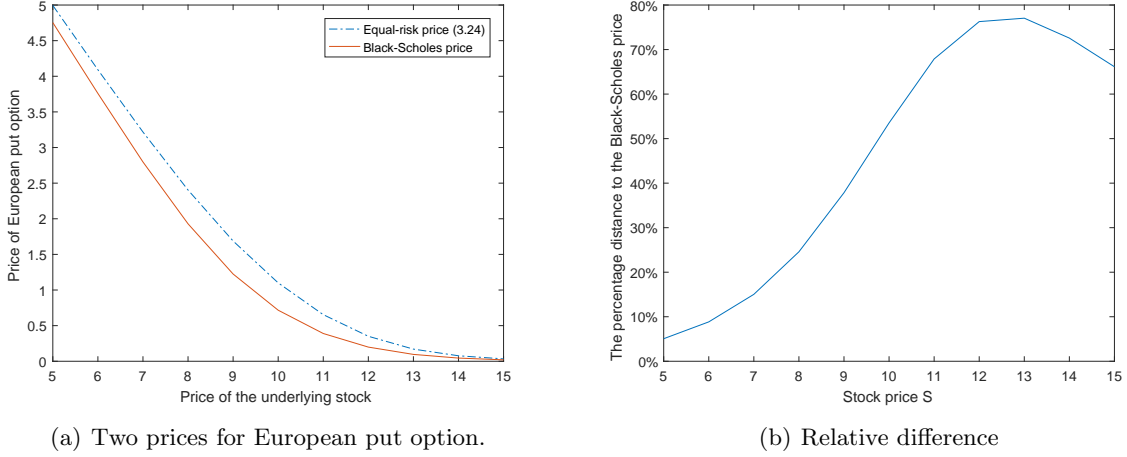 5
4.5
4
3.5
3
2.5
2
1.5
1
0.5
0
Price of European put option
5 6 7 8 9 10 11 12 13 14 15
Price of the underlying stock
Equal-risk price (3.24)
Black-Scholes price
(a) Two prices for European put option.
80%
70%
60%
50%
40%
30%
20%
10%
0%
The percentage distance to the Black-Scholes price
5 6 7 8 9 10 11 12 13 14 15
Stock price S
(b) Relative difference